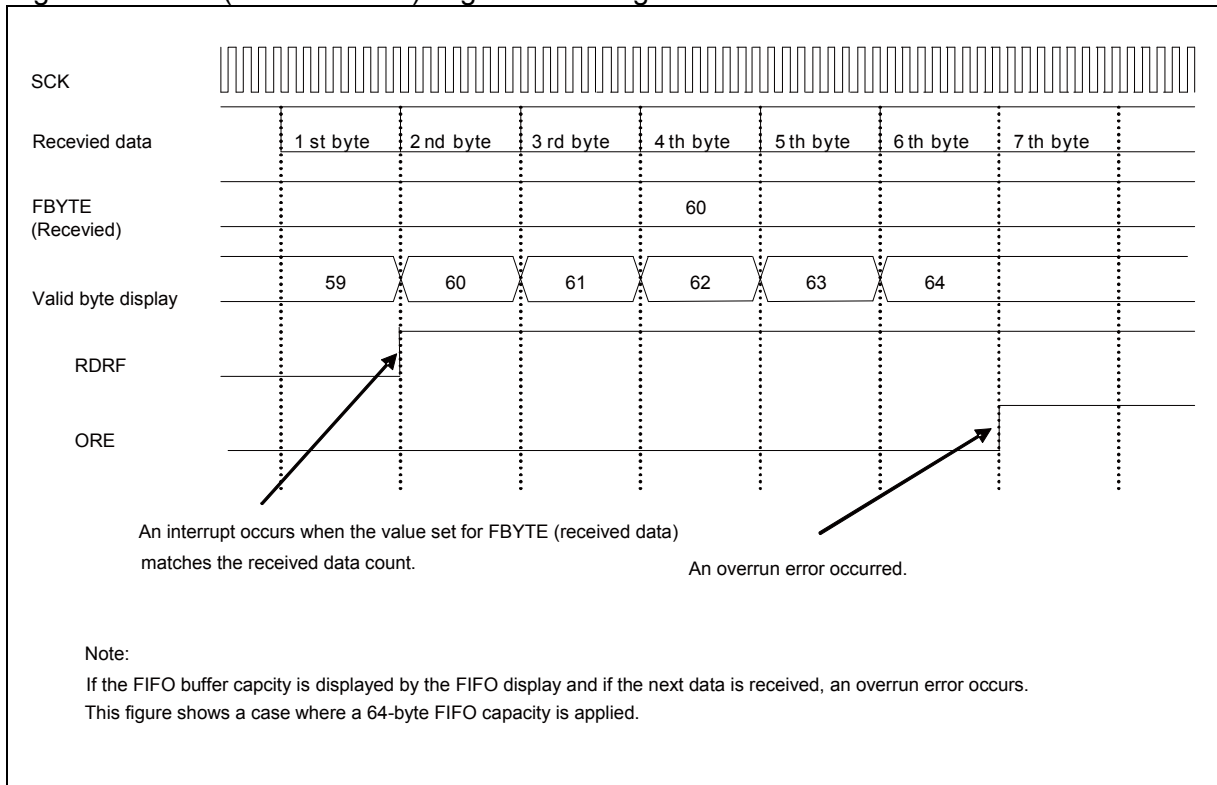 SCK
Recevied data
1 st byte 2 nd byte 3 rd byte 4 th byte 5 th byte 6 th byte 7 th byte
FBYTE
(Recevied)
60
Valid byte display
59 60 61 62 63 64
RDRF
ORE
An interrupt occurs when the value set for FBYTE (received data)
matches the received data count.
An overrun error occurred.
Note:
If the FIFO buffer capcity is displayed by the FIFO display and if the next data is received, an overrun error occurs.
This figure shows a case where a 64-byte FIFO capacity is applied.